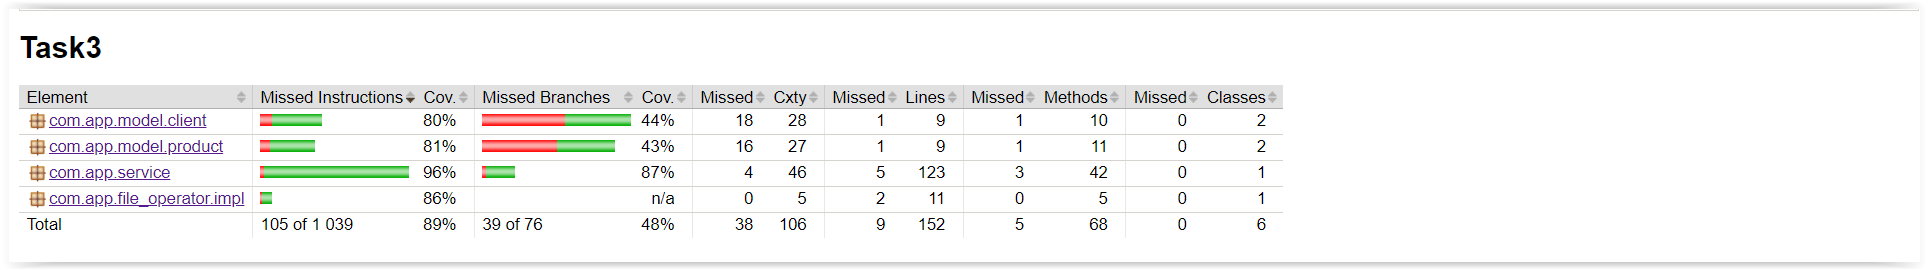 Task3
Element Missed Instructions Cov. Missed Branches Cov. Missed Cxty Missed Lines Missed Methods Missed Classes
com.app.model.client 80% 44% 18 28 1 9 1 10 0 2
com.app.model.product 81% 43% 16 27 1 9 1 11 0 2
com.app.service 96% 87% 4 46 5 123 3 42 0 1
com.app.file_operator.impl 86% n/a 0 5 2 11 0 5 0 1
Total 105 of 1 039 89% 39 of 76 48% 38 106 9 152 5 68 0 6